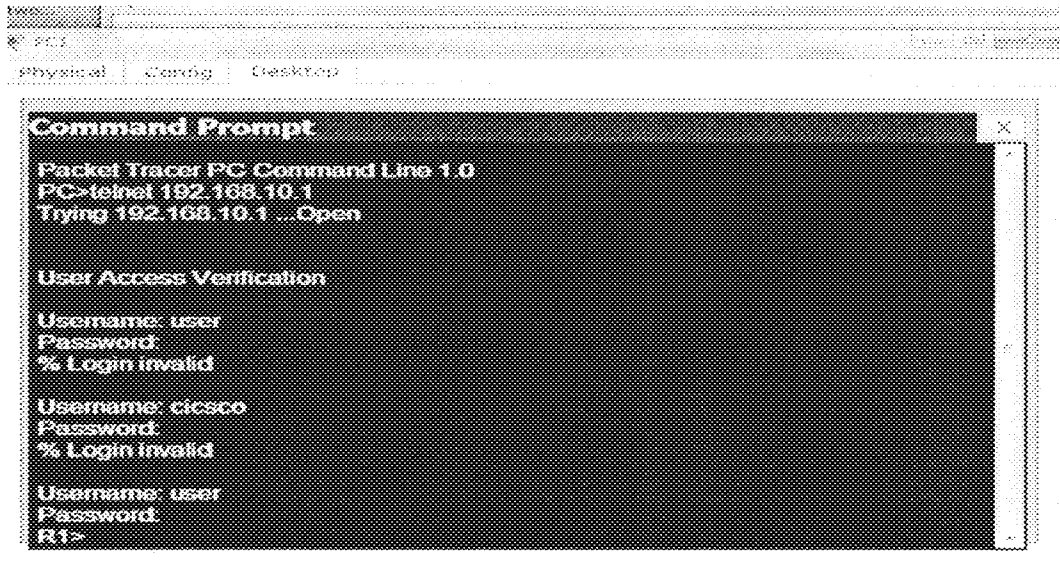 PC1
Physical Config Desktop
Command Prompt X
Packet Tracer PC Command Line 1.0
PC>telnet 192.168.10.1
Trying 192.168.10.1 ...Open
User Access Verification
Username: user
Password:
% Login invalid
Username: cicsco
Password:
% Login invalid
Username: user
Password:
R1>